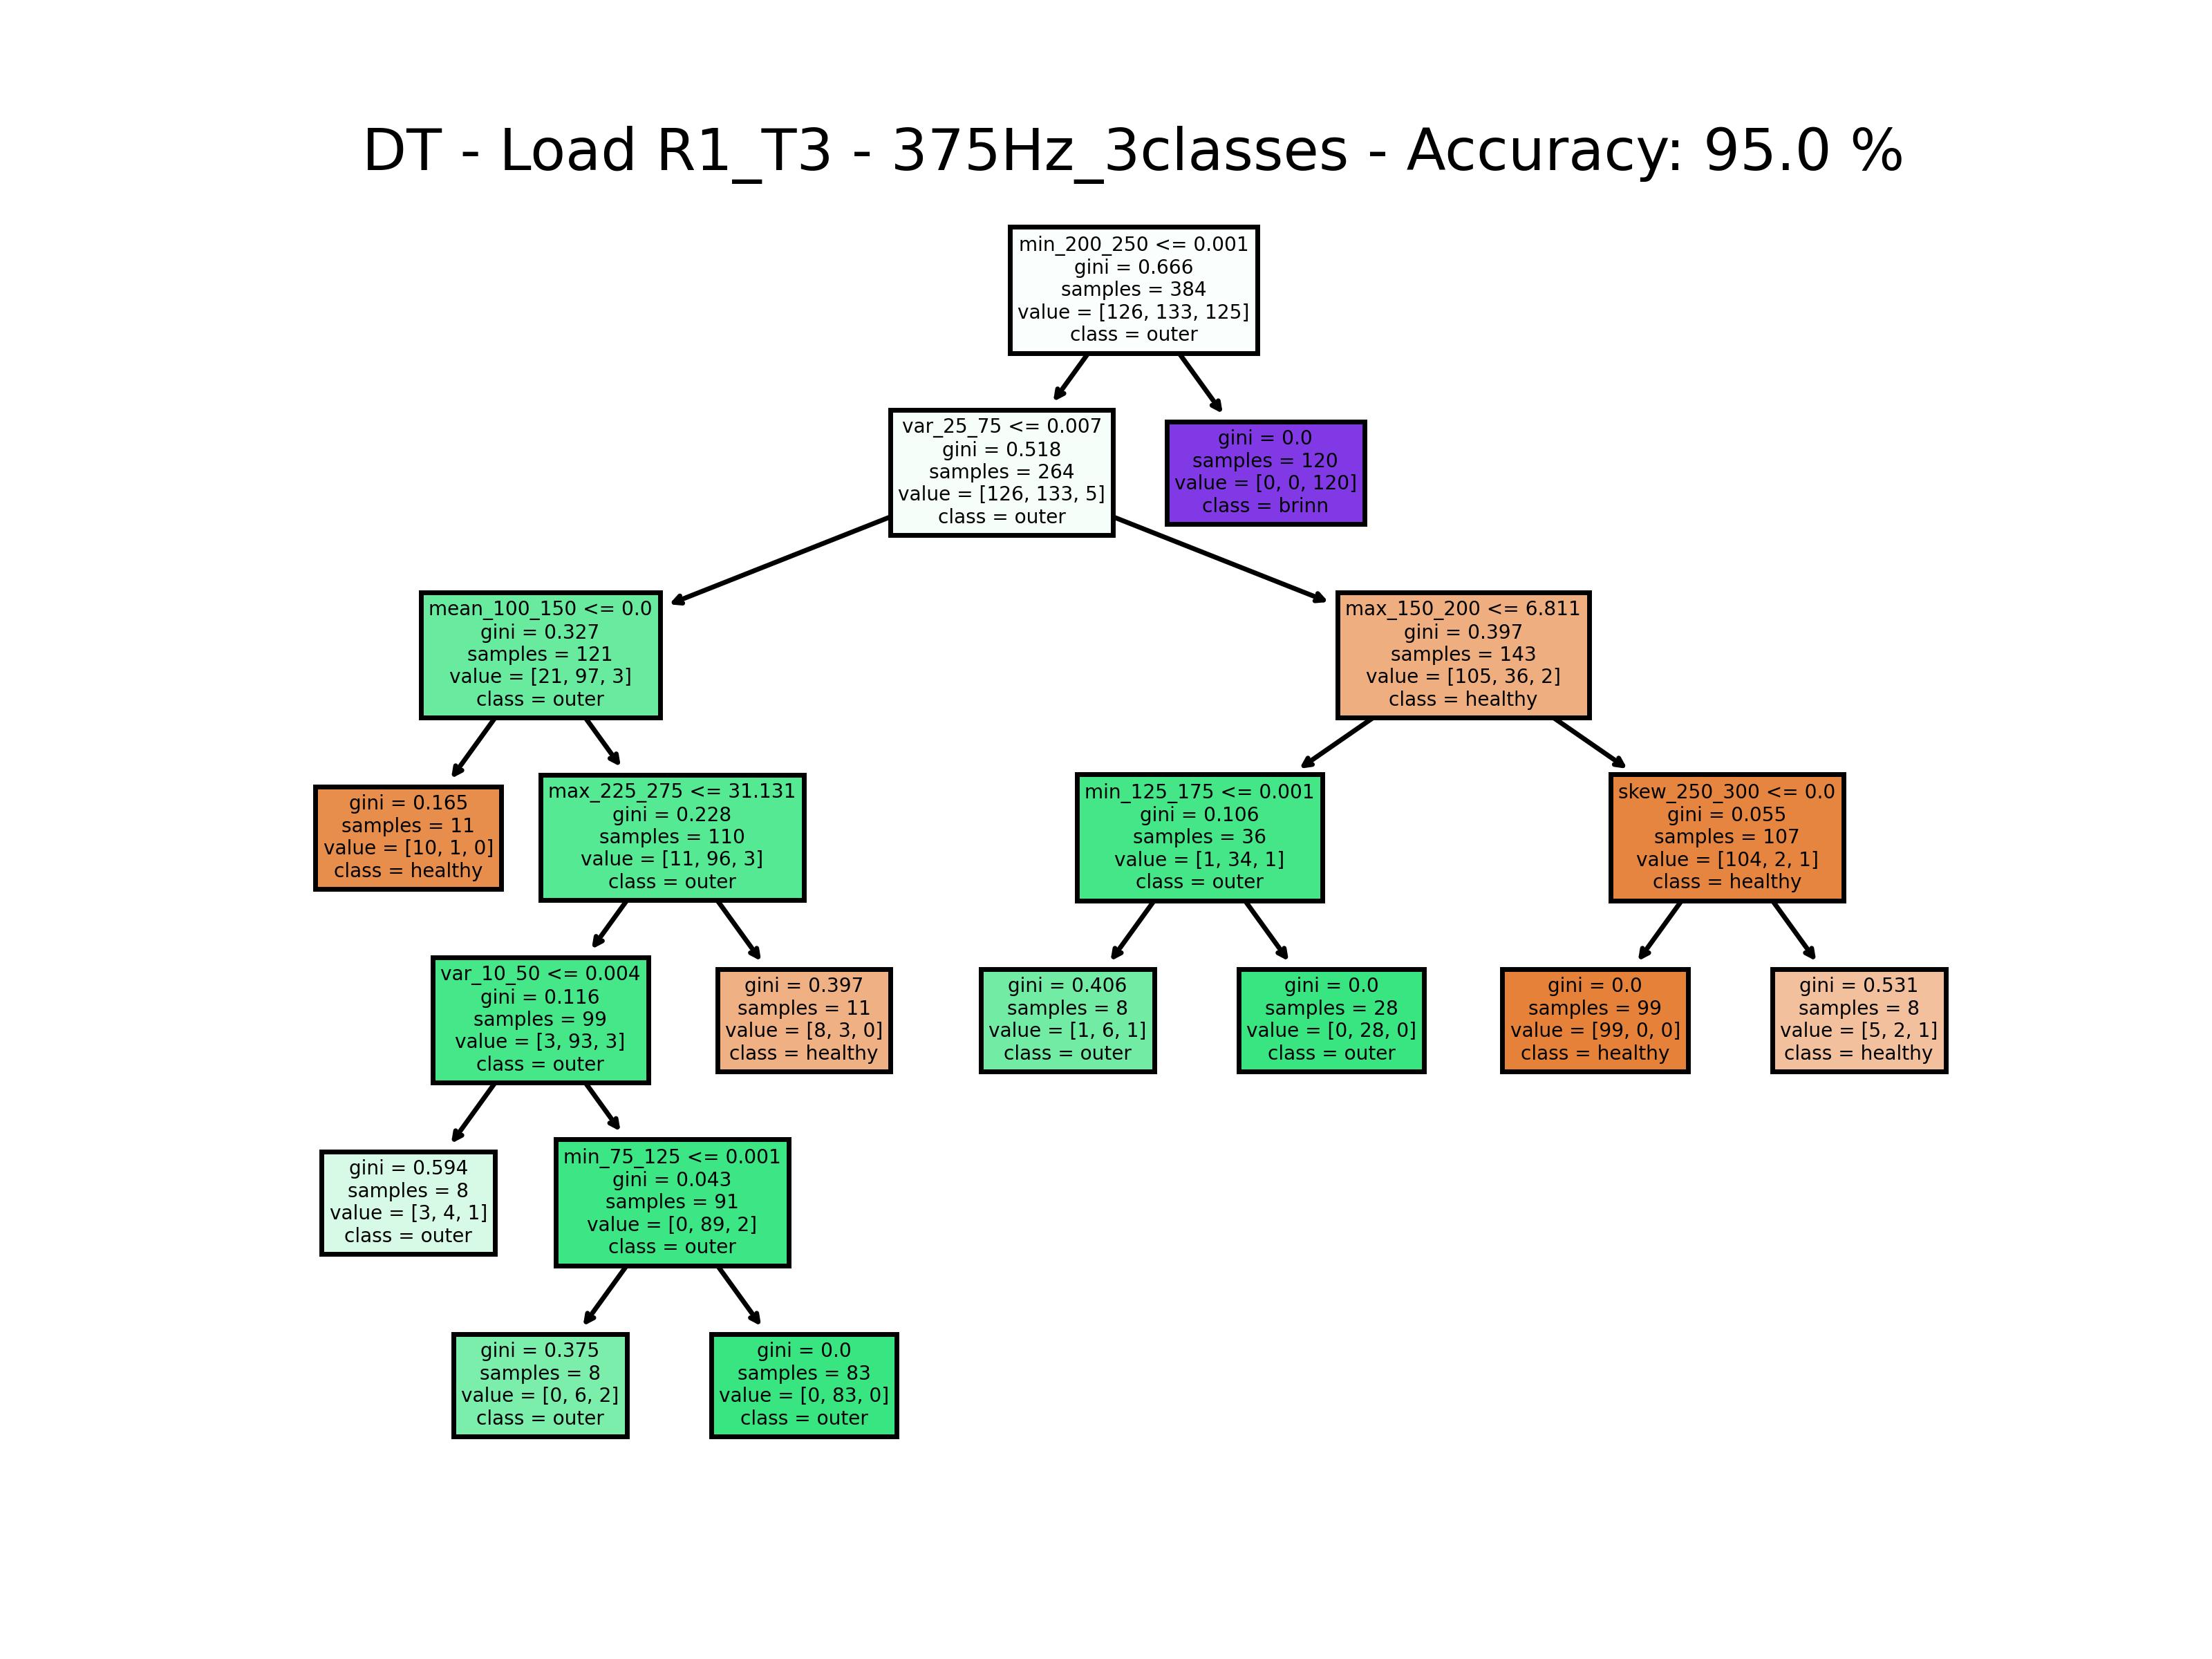 DT - Load R1_T3 - 375Hz_3classes - Accuracy: 95.0 %
min_200_250 <= 0.001
gini = 0.666
samples = 384
value = [126, 133, 125]
class = outer
var_25_75 <= 0.007
gini = 0.518
samples = 264
value = [126, 133, 5]
class = outer
gini = 0.0
samples = 120
value = [0, 0, 120]
class = brinn
mean_100_150 <= 0.0
gini = 0.327
samples = 121
value = [21, 97, 3]
class = outer
max_150_200 <= 6.811
gini = 0.397
samples = 143
value = [105, 36, 2]
class = healthy
gini = 0.165
samples = 11
value = [10, 1, 0]
class = healthy
max_225_275 <= 31.131
gini = 0.228
samples = 110
value = [11, 96, 3]
class = outer
min_125_175 <= 0.001
gini = 0.106
samples = 36
value = [1, 34, 1]
class = outer
skew_250_300 <= 0.0
gini = 0.055
samples = 107
value = [104, 2, 1]
class = healthy
var_10_50 <= 0.004
gini = 0.116
samples = 99
value = [3, 93, 3]
class = outer
gini = 0.397
samples = 11
value = [8, 3, 0]
class = healthy
gini = 0.406
samples = 8
value = [1, 6, 1]
class = outer
gini = 0.0
samples = 28
value = [0, 28, 0]
class = outer
gini = 0.0
samples = 99
value = [99, 0, 0]
class = healthy
gini = 0.531
samples = 8
value = [5, 2, 1]
class = healthy
gini = 0.594
samples = 8
value = [3, 4, 1]
class = outer
min_75_125 <= 0.001
gini = 0.043
samples = 91
value = [0, 89, 2]
class = outer
gini = 0.375
samples = 8
value = [0, 6, 2]
class = outer
gini = 0.0
samples = 83
value = [0, 83, 0]
class = outer